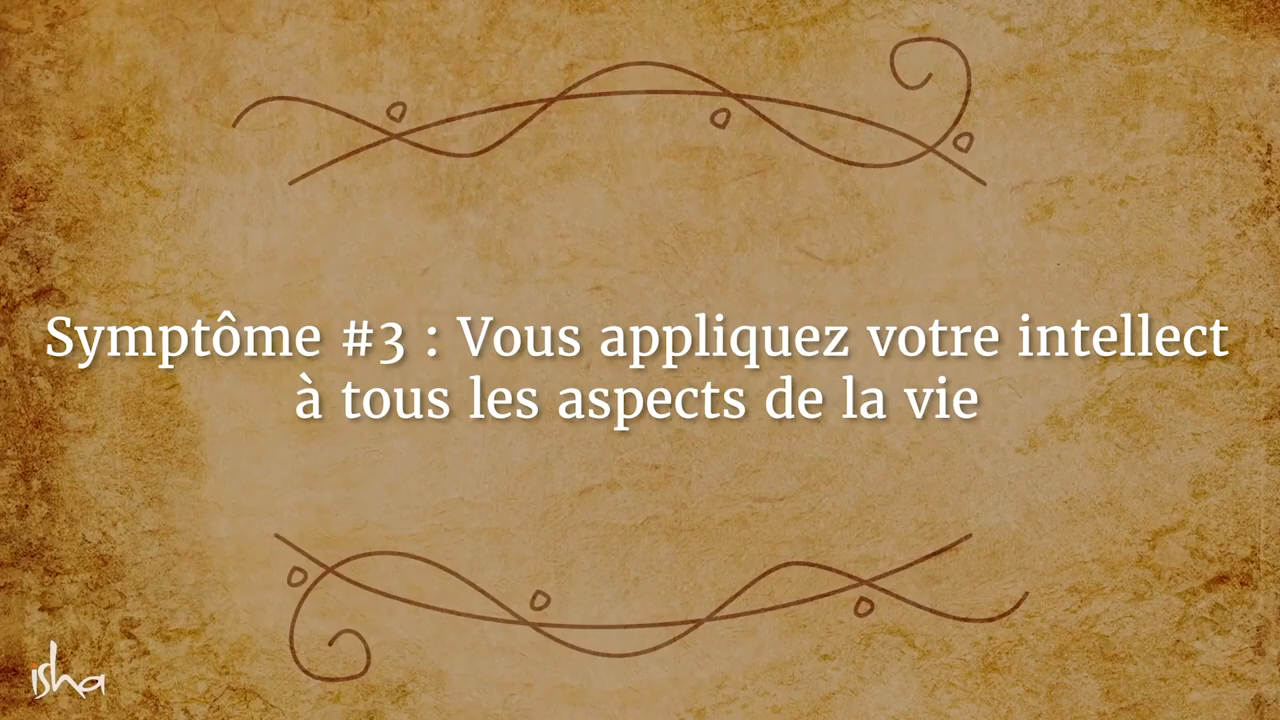 Symptôme #3 : Vous appliquez votre intellect
à tous les aspects de la vie
isha